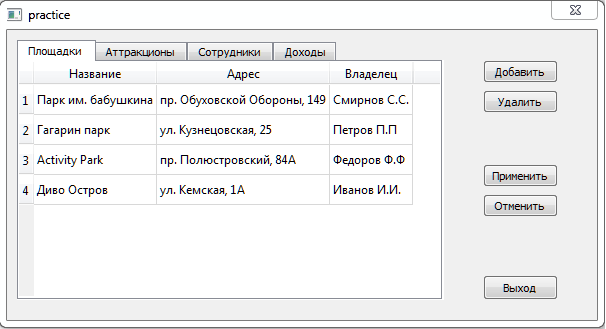 practice
Площадки Аттракционы Сотрудники Доходы
Название Адрес Владелец
1 Парк им. бабушкина пр. Обуховской Обороны, 149 Смирнов С.С.
2 Гагарин парк ул. Кузнецовская, 25 Петров П.П
3 Activity Park пр. Полюстровский, 84А Федоров Ф.Ф
4 Диво Остров ул. Кемская, 1А Иванов И.И.
Добавить
Удалить
Применить
Отменить
Выход